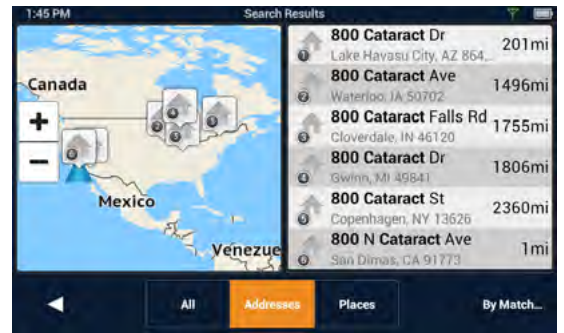 1:45 PM
Search Results
Canada
+
−
Mexico
Venezue
800 Cataract Dr
Lake Havasu City, AZ 864...
201mi
800 Cataract Ave
Waterloo, IA 50702
1496mi
800 Cataract Falls Rd
Cloverdale, IN 46120
1755mi
800 Cataract Dr
Gwinn, MI 49841
1806mi
800 Cataract St
Copenhagen, NY 13626
2360mi
800 N Cataract Ave
San Dimas, CA 91773
1mi
All
Addresses
Places
By Match...